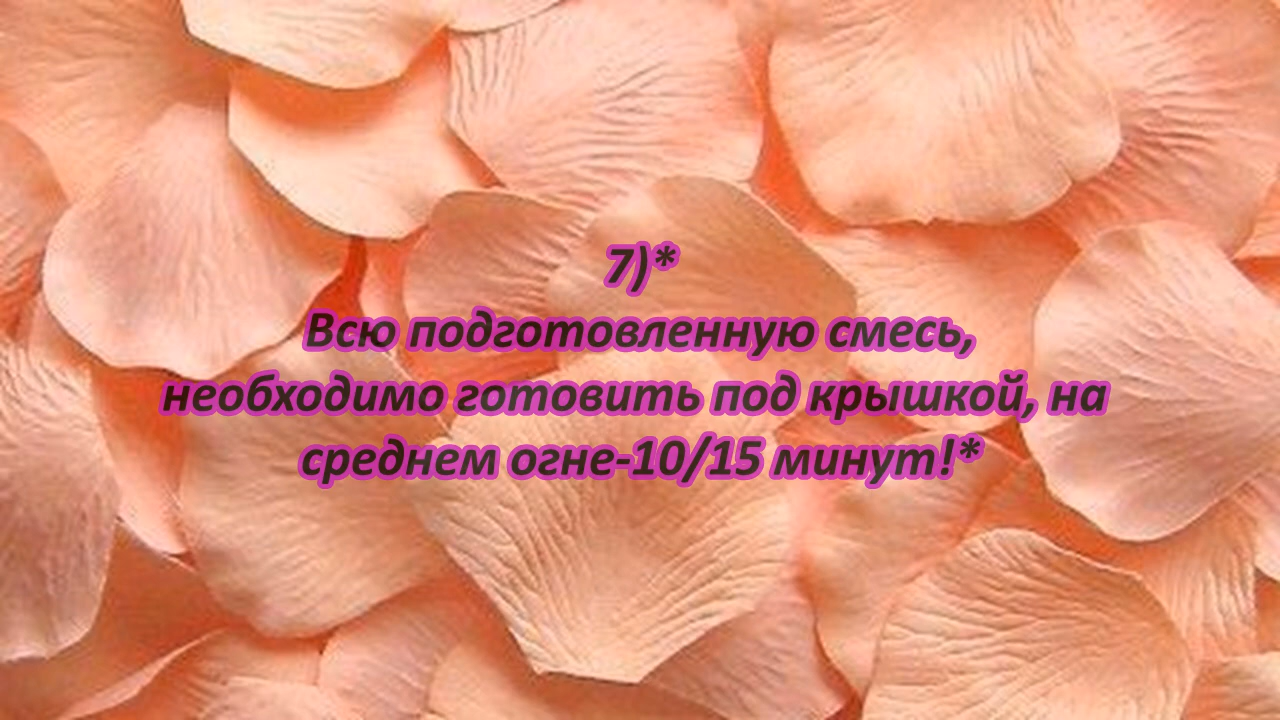 7)*
Всю подготовленную смесь,
необходимо готовить под крышкой, на
среднем огне-10/15 минут!*